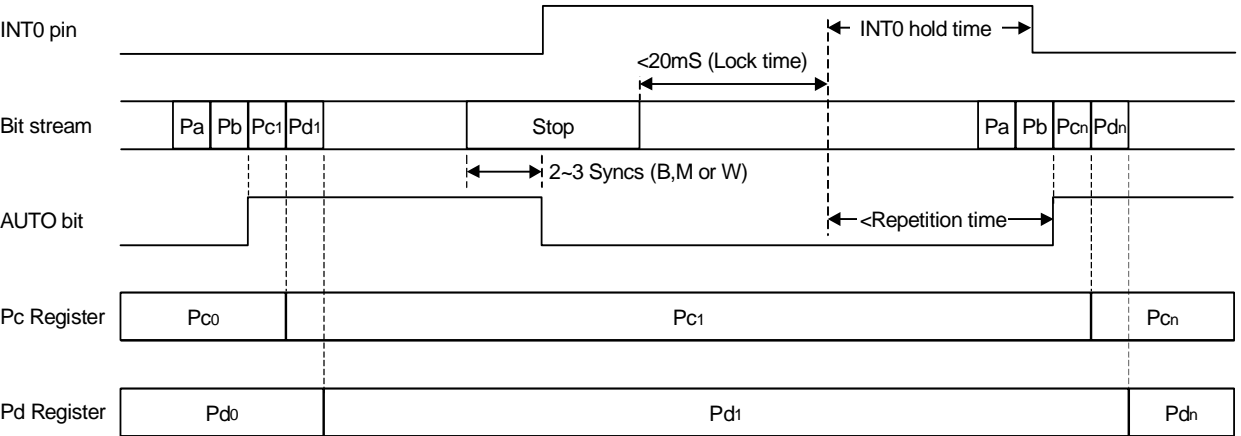 INT0 pin
INT0 hold time
<20mS (Lock time)
Bit stream Pa Pb Pc1 Pd1 Stop Pa Pb Pcn Pdn
2~3 Syncs (B,M or W)
AUTO bit <Repetition time
Pc Register Pc0 Pc1 Pcn
Pd Register Pd0 Pd1 Pdn